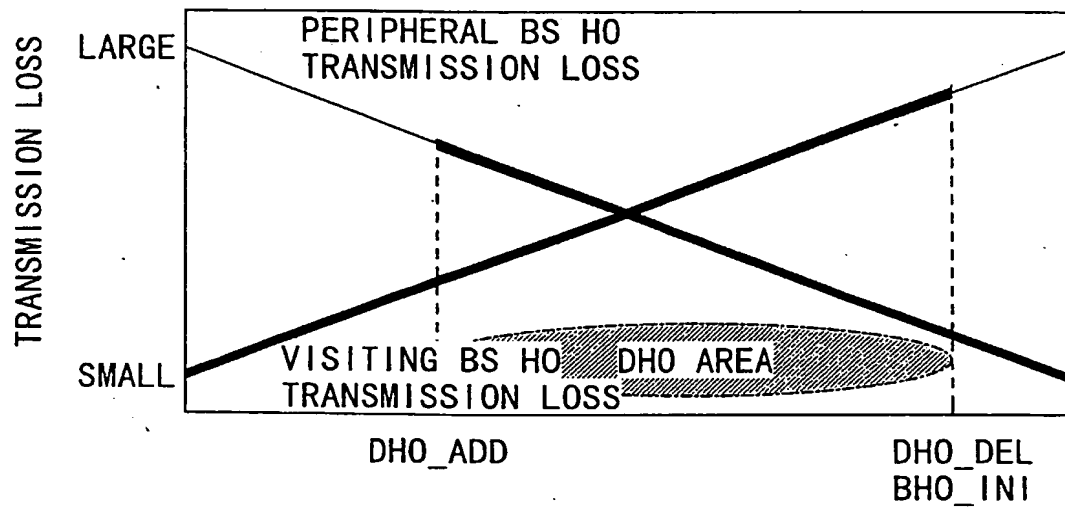 TRANSMISSION LOSS
LARGE
PERIPHERAL BS HO
TRANSMISSION LOSS
SMALL
VISITING BS HO
TRANSMISSION LOSS
DHO AREA
DHO_ADD
DHO_DEL
BHO_INI